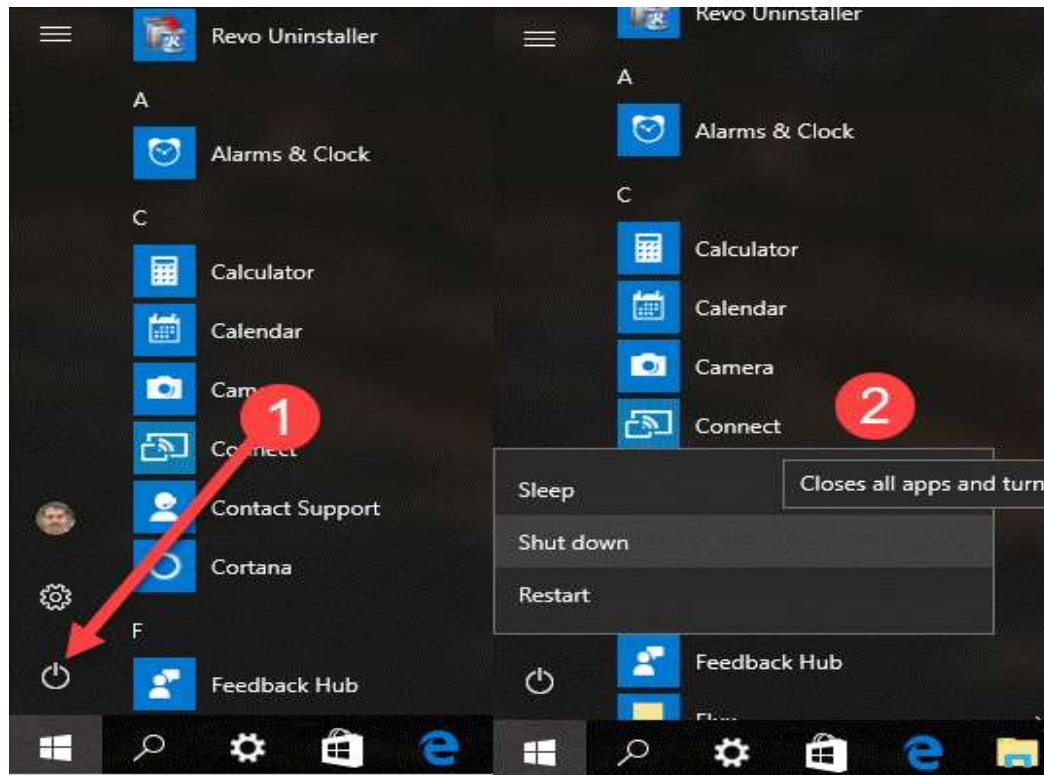 Revo Uninstaller
A
Alarms & Clock
C
Calculator
Calendar
1
Contact Support
Cortana
F
Feedback Hub
Revo Uninstaller
A
Alarms & Clock
C
Calculator
Calendar
Camera
2
Connect
Sleep
Closes all apps and turn
Shut down
Restart
Feedback Hub